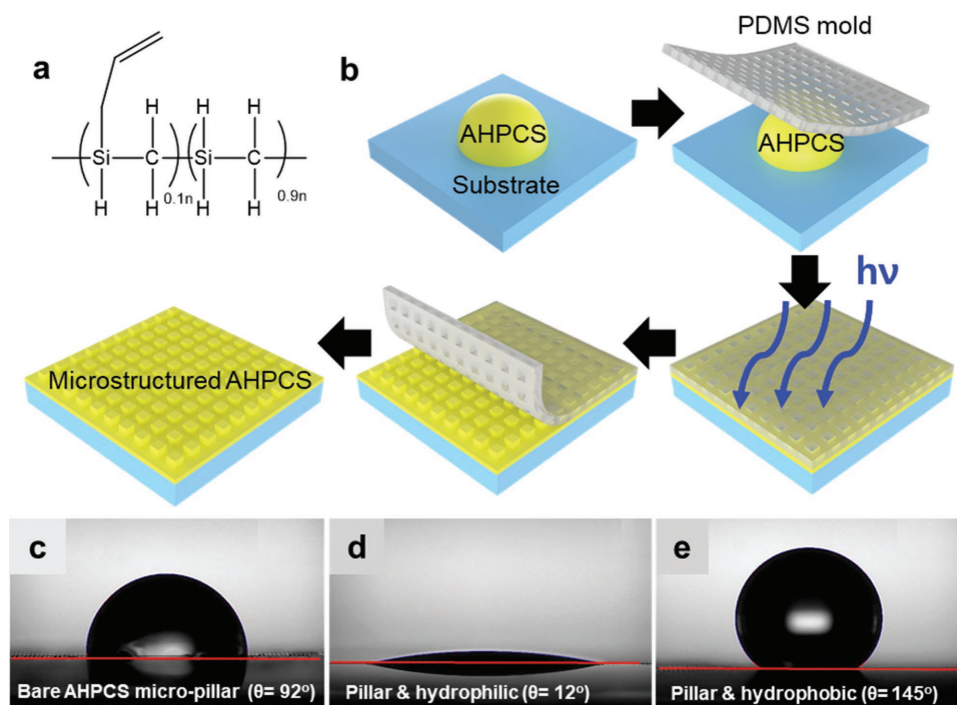 a
H
H
H
Si
C
Si
C
0.1n
0.9n
H
H
H
H
b
AHPCS
Substrate
PDMS mold
AHPCS
hν
Microstructured AHPCS
c
Bare AHPCS micro-pillar (θ= 92°)
d
Pillar & hydrophilic (θ= 12°)
e
Pillar & hydrophobic (θ= 145°)